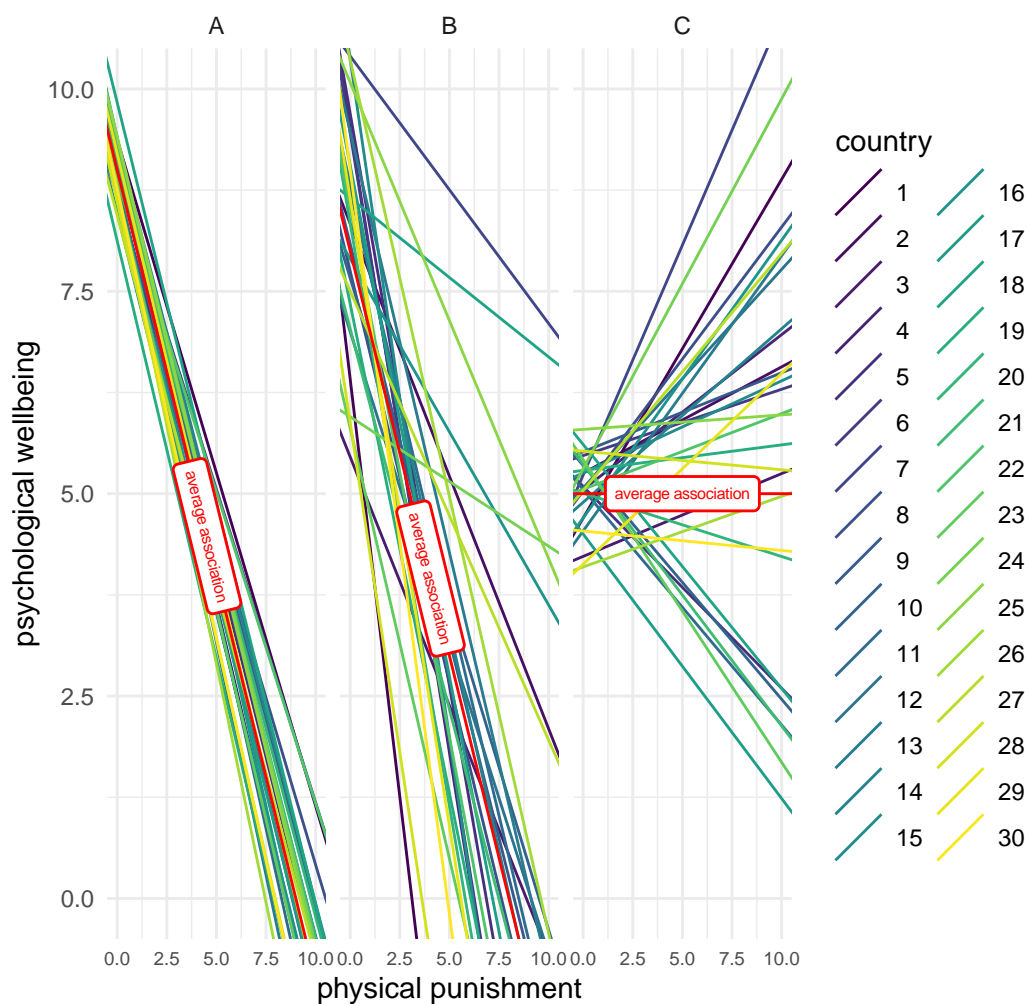 A B C
psychological wellbeing
10.0
7.5
5.0
2.5
0.0
average association
average association
average association
0.0 2.5 5.0 7.5 10.0 0.0 2.5 5.0 7.5 10.0 0.0 2.5 5.0 7.5 10.0
physical punishment
country
1 16
2 17
3 18
4 19
5 20
6 21
7 22
8 23
9 24
10 25
11 26
12 27
13 28
14 29
15 30